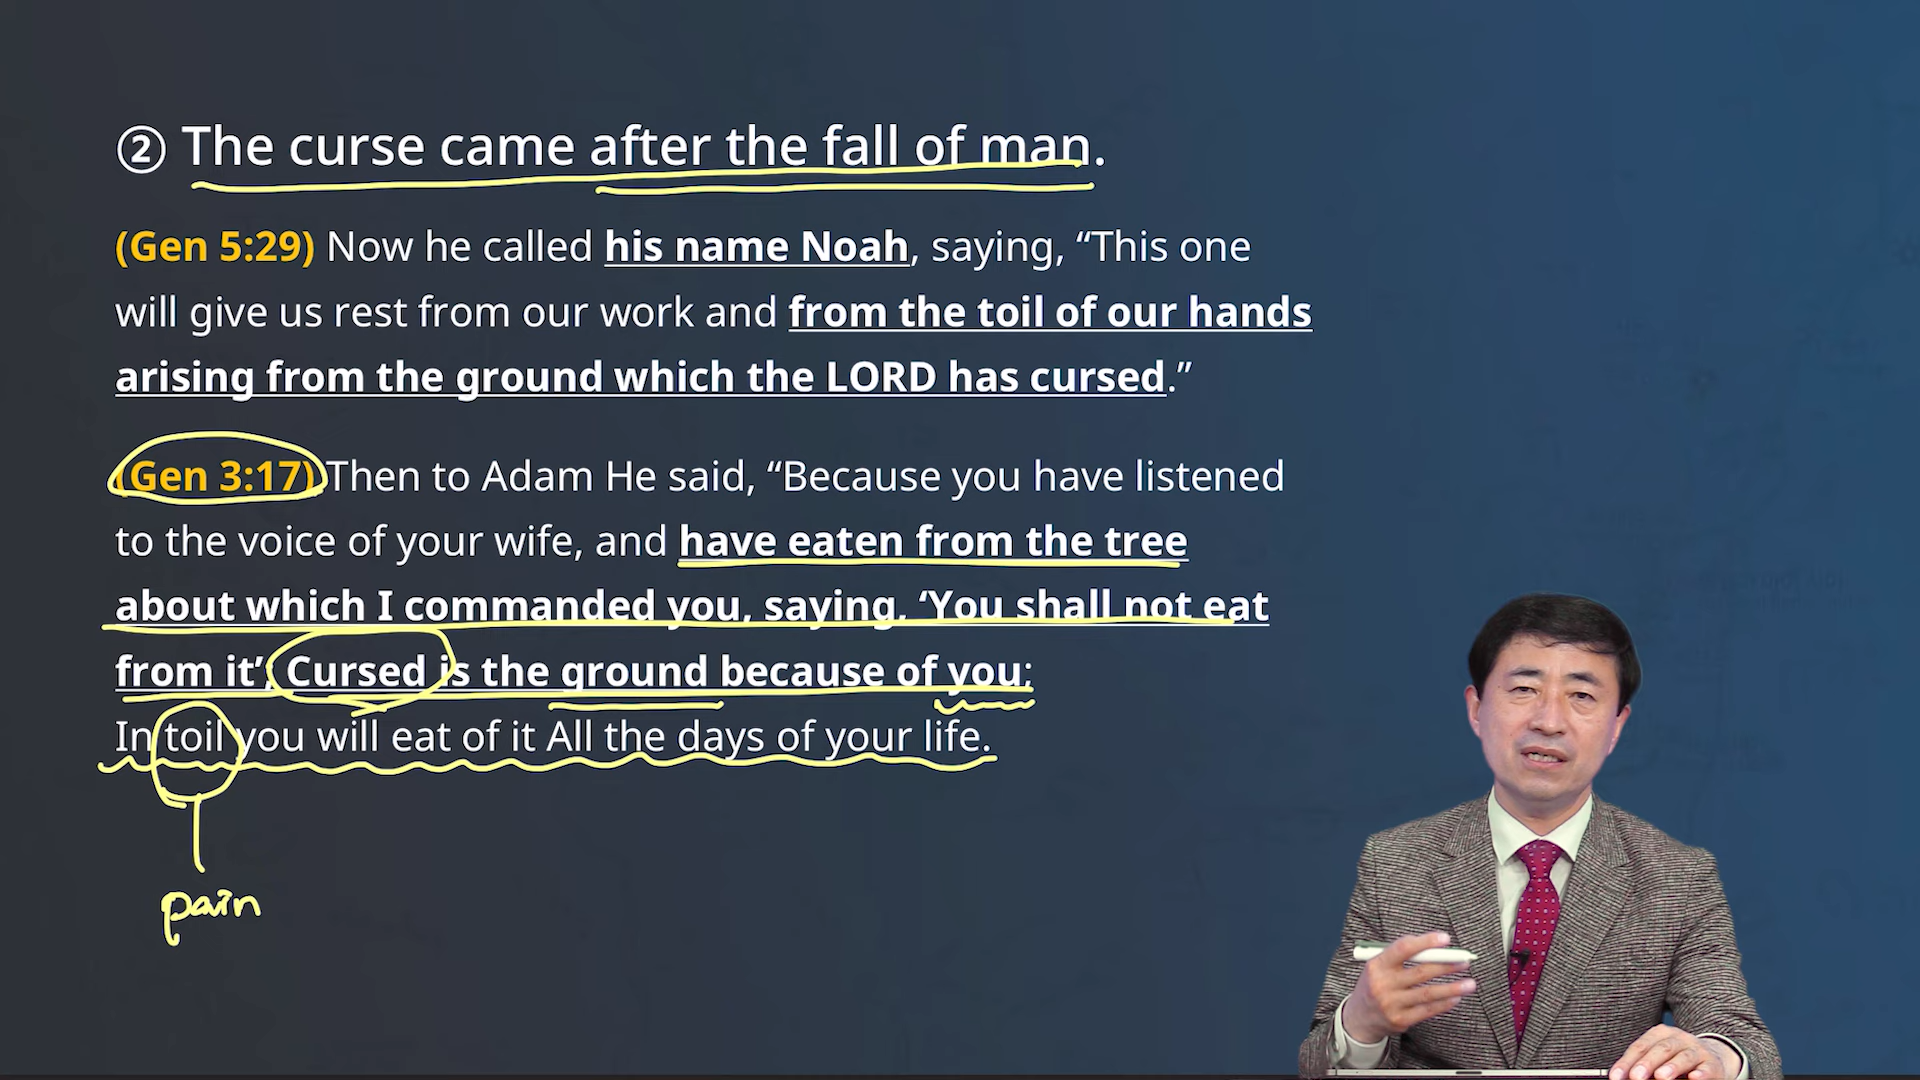 ② The curse came after the fall of man.
(Gen 5:29) Now he called his name Noah, saying, “This one
will give us rest from our work and from the toil of our hands
arising from the ground which the LORD has cursed.”
(Gen 3:17) Then to Adam He said, “Because you have listened
to the voice of your wife, and have eaten from the tree
about which I commanded you, saying, ‘You shall not eat
from it’; Cursed is the ground because of you;
In toil you will eat of it All the days of your life.
pain